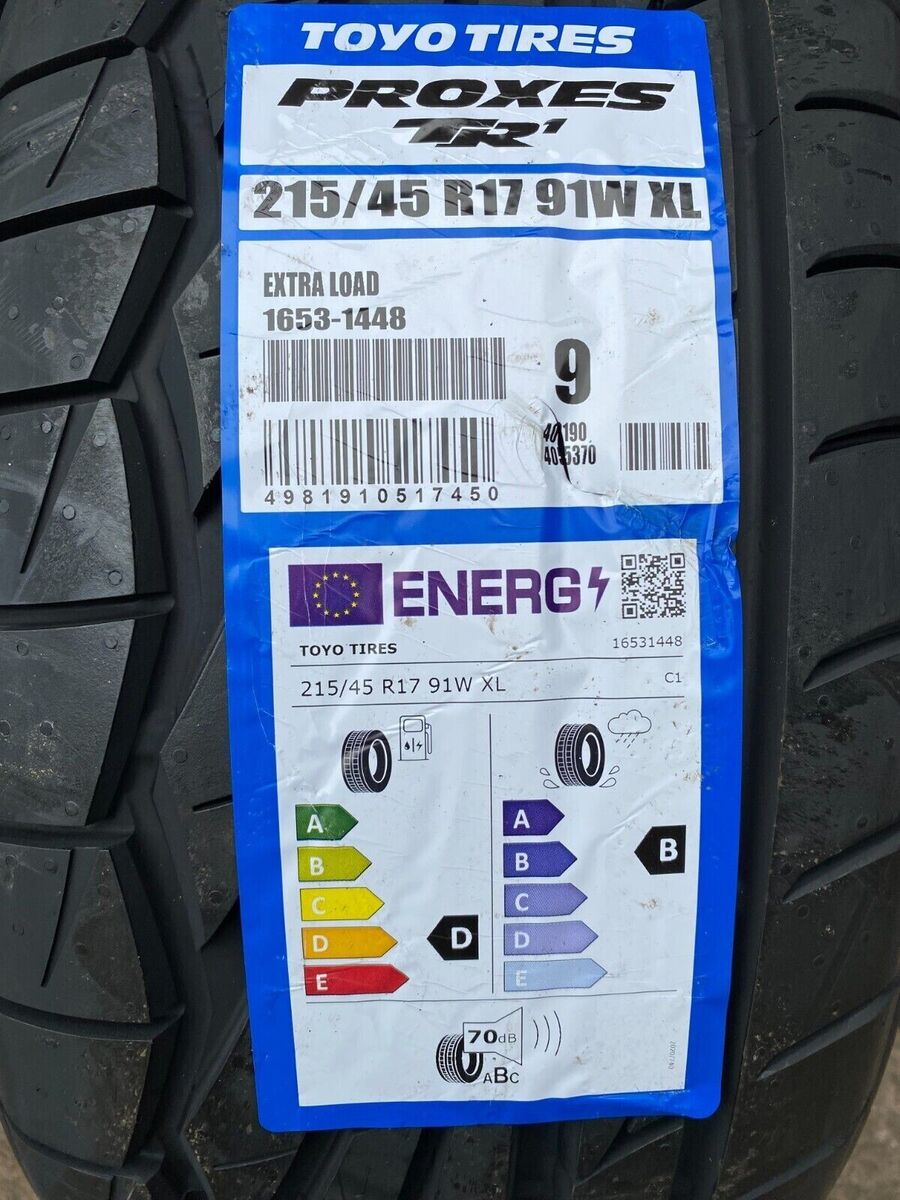 TOYO TIRES
PROXES
TR¹
215/45 R17 91W XL
EXTRA LOAD
1653-1448
9
4981910517450
ENERG
TOYO TIRES
16531448
215/45 R17 91W XL
C1
A
B
C
D
E
D
A
B
C
D
E
B
70dB
ABC